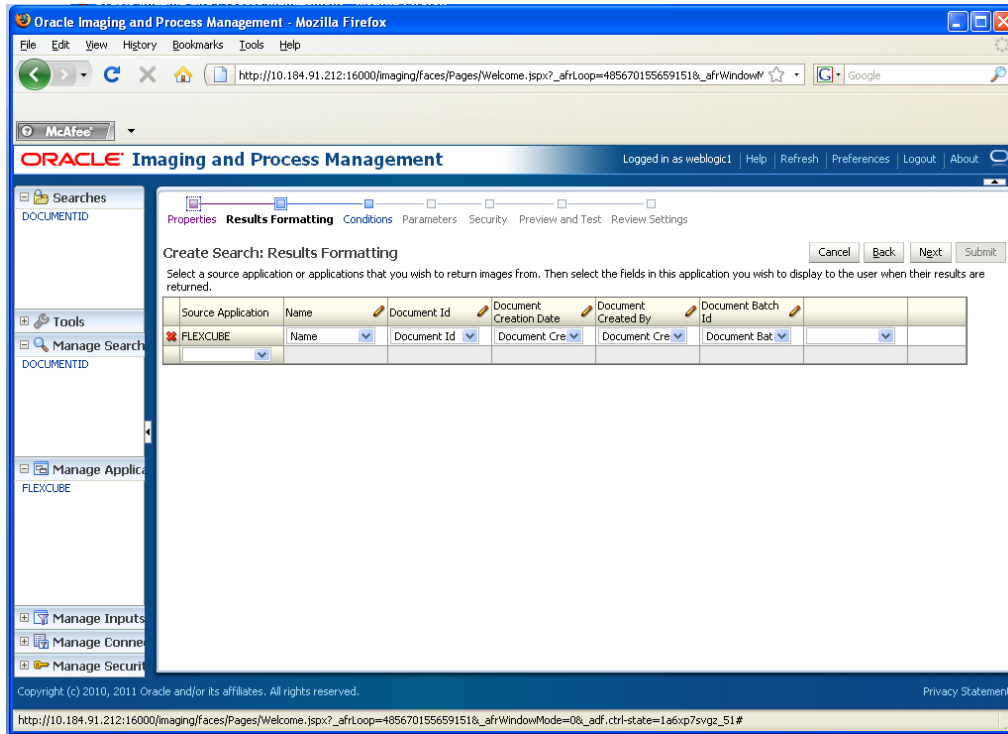 Oracle Imaging and Process Management - Mozilla Firefox
File Edit View History Bookmarks Tools Help
http://10.184.91.212:16000/imaging/faces/Pages/Welcome.jspx?_afrLoop=485670155659151&_afrWindowM
G Google
McAfee
ORACLE Imaging and Process Management
Logged in as weblogic1 Help Refresh Preferences Logout About
Searches
DOCUMENTID
Tools
Manage Search
DOCUMENTID
Manage Applica
FLEXCUBE
Manage Inputs
Manage Conne
Manage Securit
Properties Results Formatting Conditions Parameters Security Preview and Test Review Settings
Create Search: Results Formatting
Cancel Back Next Submit
Select a source application or applications that you wish to return images from. Then select the fields in this application you wish to display to the user when their results are
returned.
Source Application Name Document Id Document Creation Date Document Created By Document Batch Id
FLEXCUBE Name Document Id Document Cre Document Cre Document Bat
Copyright (c) 2010, 2011 Oracle and/or its affiliates. All rights reserved.
Privacy Statement
http://10.184.91.212:16000/imaging/faces/Pages/Welcome.jspx?_afrLoop=485670155659151&_afrWindowMode=0&_adf.ctrl-state=1a6xp7svgz_51#